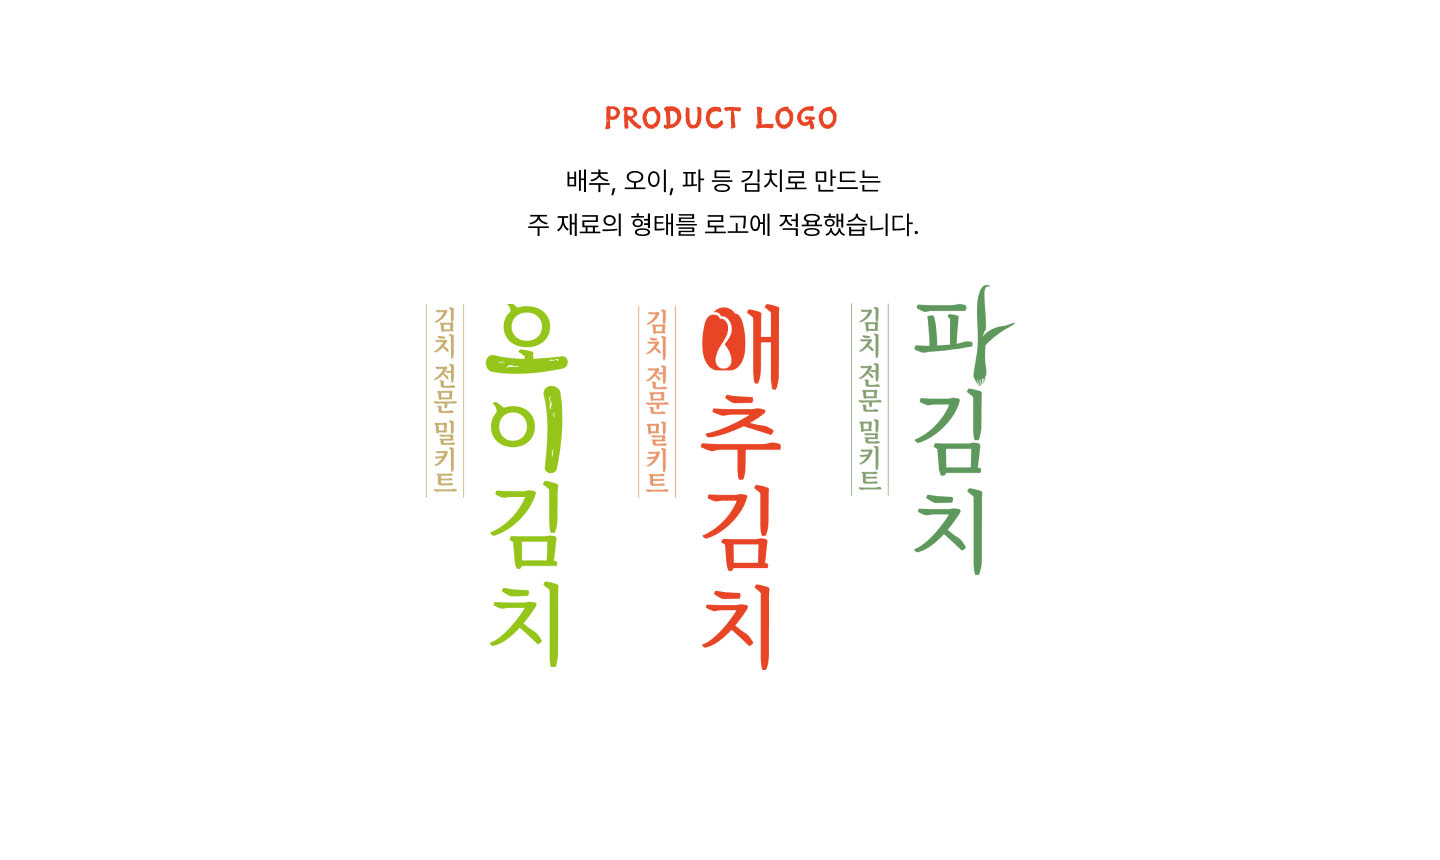 PRODUCT LOGO
배추, 오이, 파 등 김치로 만드는
주 재료의 형태를 로고에 적용했습니다.
김치 전문 밀키트
오이김치
김치 전문 밀키트
배추김치
김치 전문 밀키트
파김치